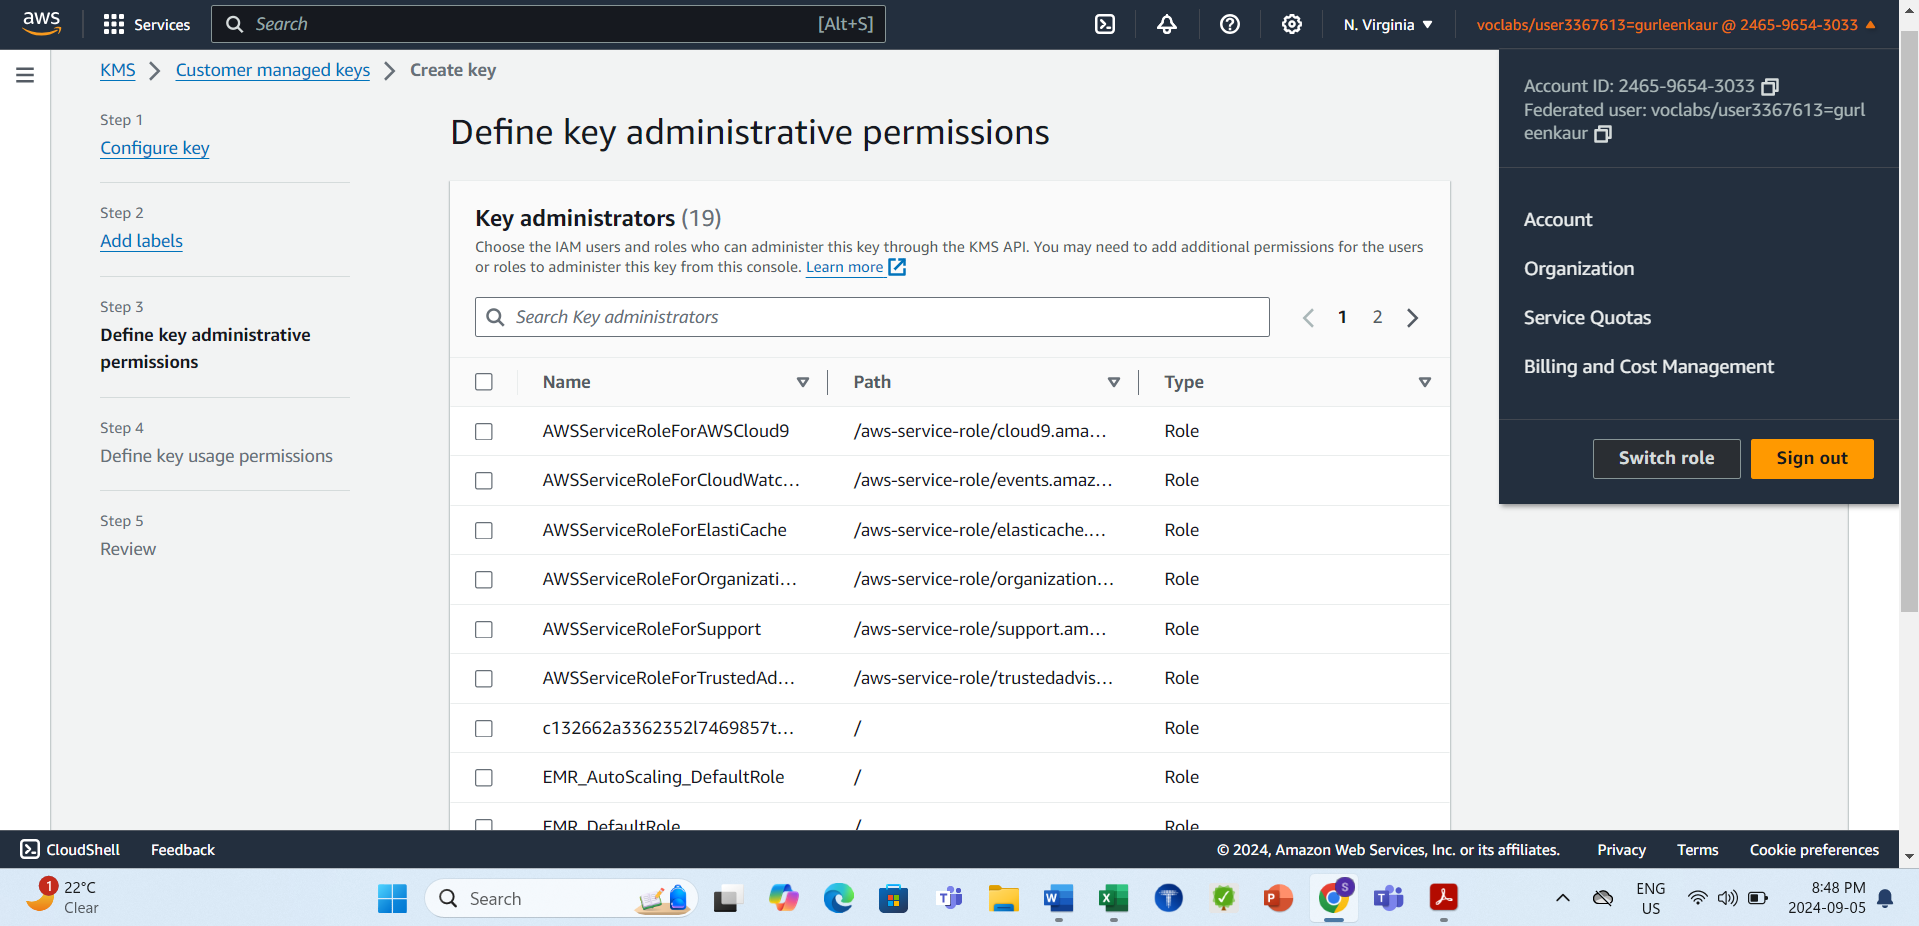 aws
Services
Search
[Alt+S]
N. Virginia
voclabs/user3367613=gurleenkaur @ 2465-9654-3033
Account ID: 2465-9654-3033
Federated user: voclabs/user3367613=gurl
eenkaur
Account
Organization
Service Quotas
Billing and Cost Management
Switch role
Sign out
KMS
Customer managed keys
Create key
Step 1
Configure key
Step 2
Add labels
Step 3
Define key administrative
permissions
Step 4
Define key usage permissions
Step 5
Review
Define key administrative permissions
Key administrators (19)
Choose the IAM users and roles who can administer this key through the KMS API. You may need to add additional permissions for the users
or roles to administer this key from this console. Learn more
Search Key administrators
1 2
Name Path Type
AWSServiceRoleForAWSCloud9 /aws-service-role/cloud9.ama... Role
AWSServiceRoleForCloudWatc... /aws-service-role/events.amaz... Role
AWSServiceRoleForElastiCache /aws-service-role/elasticache.... Role
AWSServiceRoleForOrganizati... /aws-service-role/organization... Role
AWSServiceRoleForSupport /aws-service-role/support.am... Role
AWSServiceRoleForTrustedAd... /aws-service-role/trustedadvis... Role
c132662a3362352l7469857t... / Role
EMR_AutoScaling_DefaultRole / Role
EMR_DefaultRole / Role
CloudShell
Feedback
© 2024, Amazon Web Services, Inc. or its affiliates.
Privacy
Terms
Cookie preferences
1
22°C
Clear
Search
S
ENG
US
8:48 PM
2024-09-05